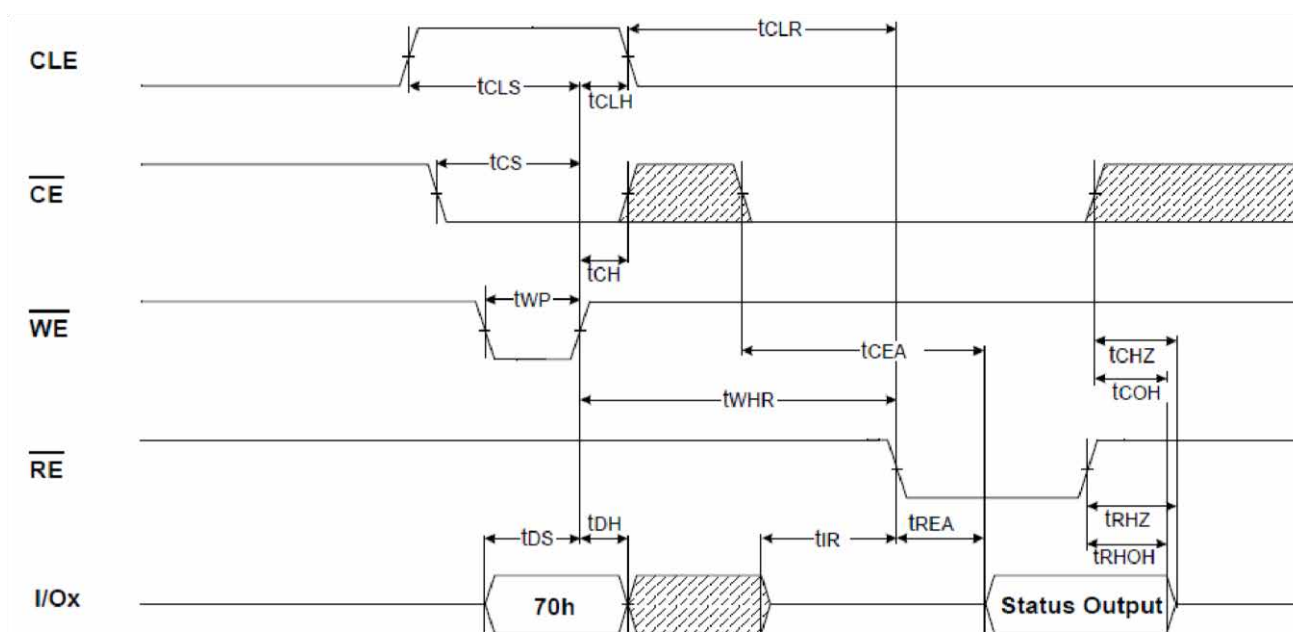 tCLR
CLE
tCLS
tCLH
tCS
CE
tCH
tWP
WE
tCEA
tCHZ
tCOH
tWHR
RE
tREA
tRHZ
tDS
tDH
tIR
tRHOH
I/Ox
70h
Status Output